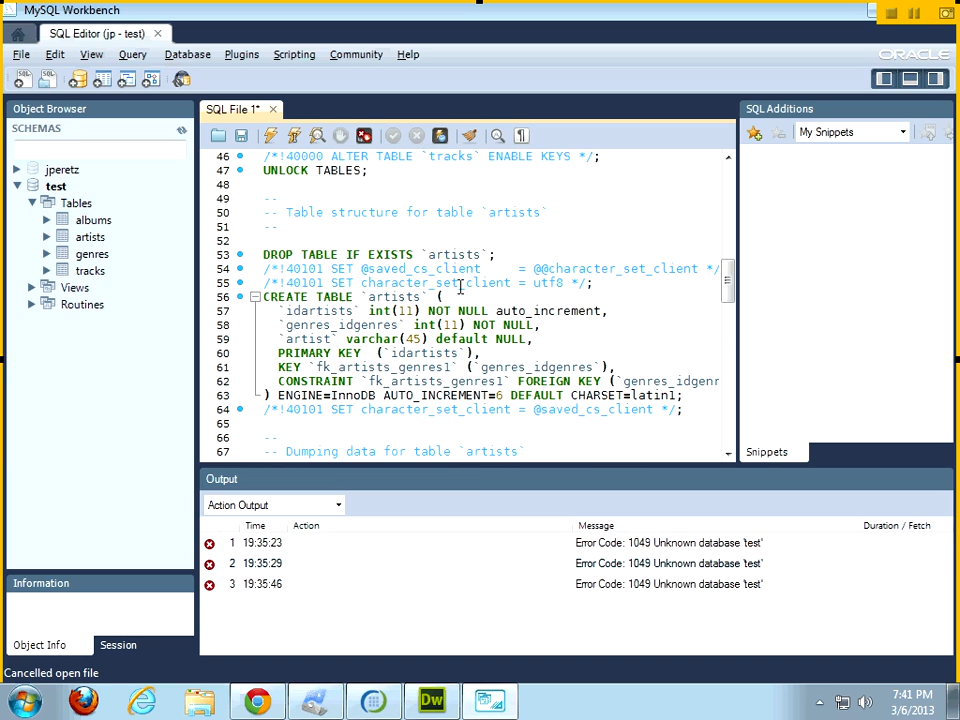 MySQL Workbench
SQL Editor (jp - test) ×
File Edit View Query Database Plugins Scripting Community Help
ORACLE
Object Browser
SCHEMAS
jperetz
test
Tables
albums
artists
genres
tracks
Views
Routines
Information
Object Info Session
Cancelled open file
SQL File 1* ×
46 /*!40000 ALTER TABLE `tracks` ENABLE KEYS */;
47 UNLOCK TABLES;
48
49 --
50 -- Table structure for table `artists`
51 --
52
53 DROP TABLE IF EXISTS `artists`;
54 /*!40101 SET @saved_cs_client     = @@character_set_client */
55 /*!40101 SET character_set_client = utf8 */;
56 CREATE TABLE `artists` (
57 `idartists` int(11) NOT NULL auto_increment,
58 `genres_idgenres` int(11) NOT NULL,
59 `artist` varchar(45) default NULL,
60 PRIMARY KEY  (`idartists`),
61 KEY `fk_artists_genres1` (`genres_idgenres`),
62 CONSTRAINT `fk_artists_genres1` FOREIGN KEY (`genres_idgenr
63 ) ENGINE=InnoDB AUTO_INCREMENT=6 DEFAULT CHARSET=latin1;
64 /*!40101 SET character_set_client = @saved_cs_client */;
65
66 --
67 -- Dumping data for table `artists`
SQL Additions
My Snippets
Snippets
Output
Action Output
Time Action Message Duration / Fetch
1 19:35:23 Error Code: 1049 Unknown database 'test'
2 19:35:29 Error Code: 1049 Unknown database 'test'
3 19:35:46 Error Code: 1049 Unknown database 'test'
Dw
7:41 PM
3/6/2013